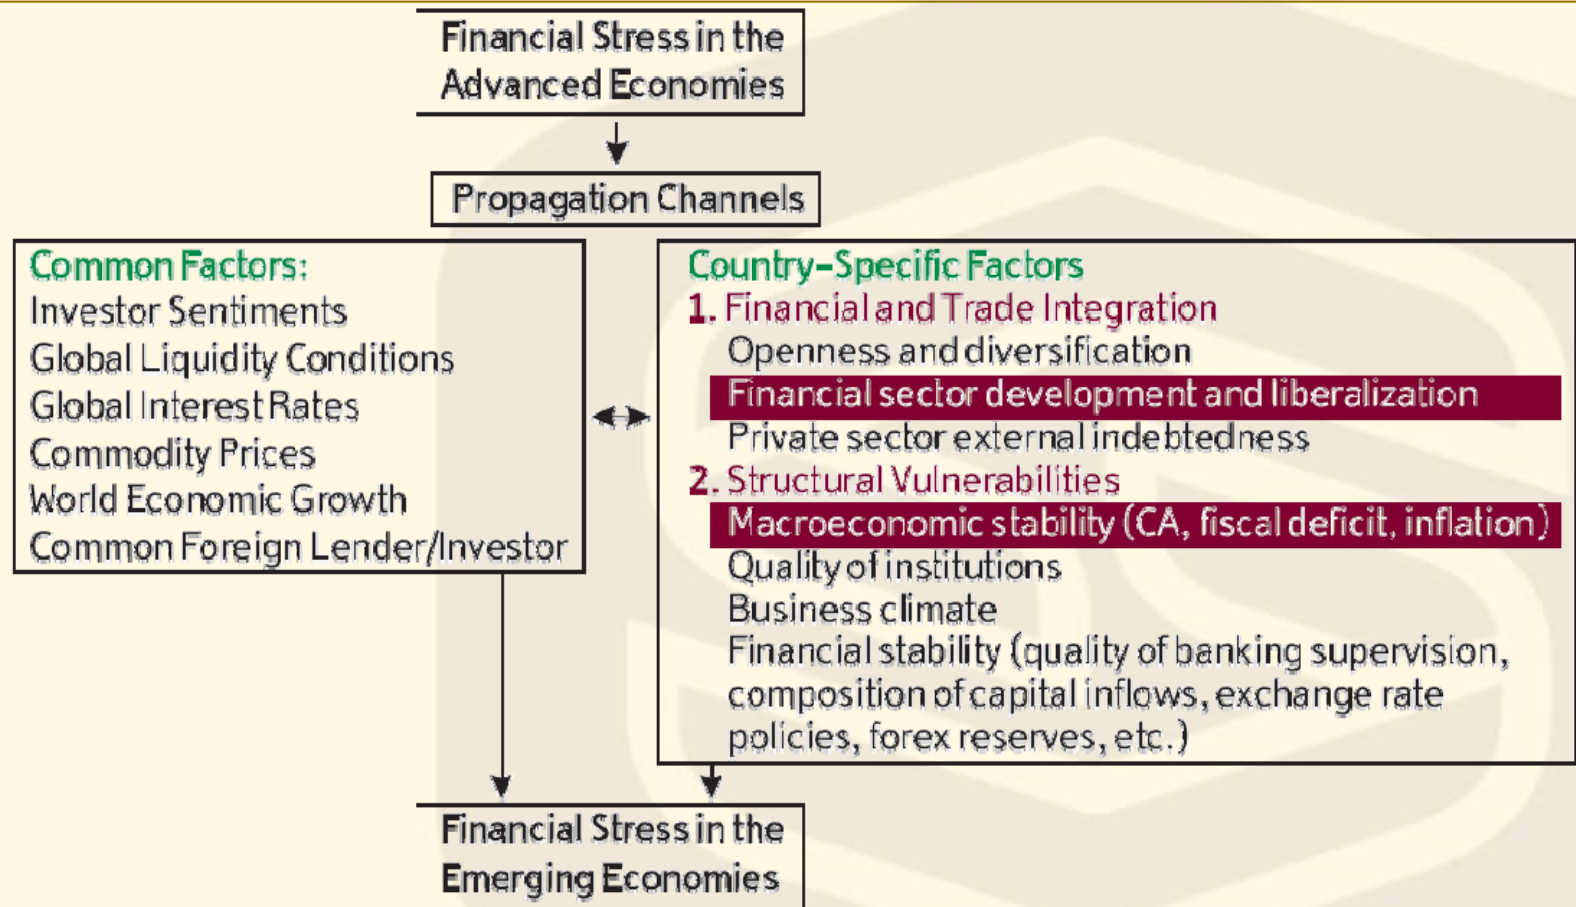 Financial Stress in the
Advanced Economies
Propagation Channels
Common Factors:
Investor Sentiments
Global Liquidity Conditions
Global Interest Rates
Commodity Prices
World Economic Growth
Common Foreign Lender/Investor
Country-Specific Factors
1. Financial and Trade Integration
Openness and diversification
Financial sector development and liberalization
Private sector external indebtedness
2. Structural Vulnerabilities
Macroeconomic stability (CA, fiscal deficit, inflation)
Quality of institutions
Business climate
Financial stability (quality of banking supervision,
composition of capital inflows, exchange rate
policies, forex reserves, etc.)
Financial Stress in the
Emerging Economies